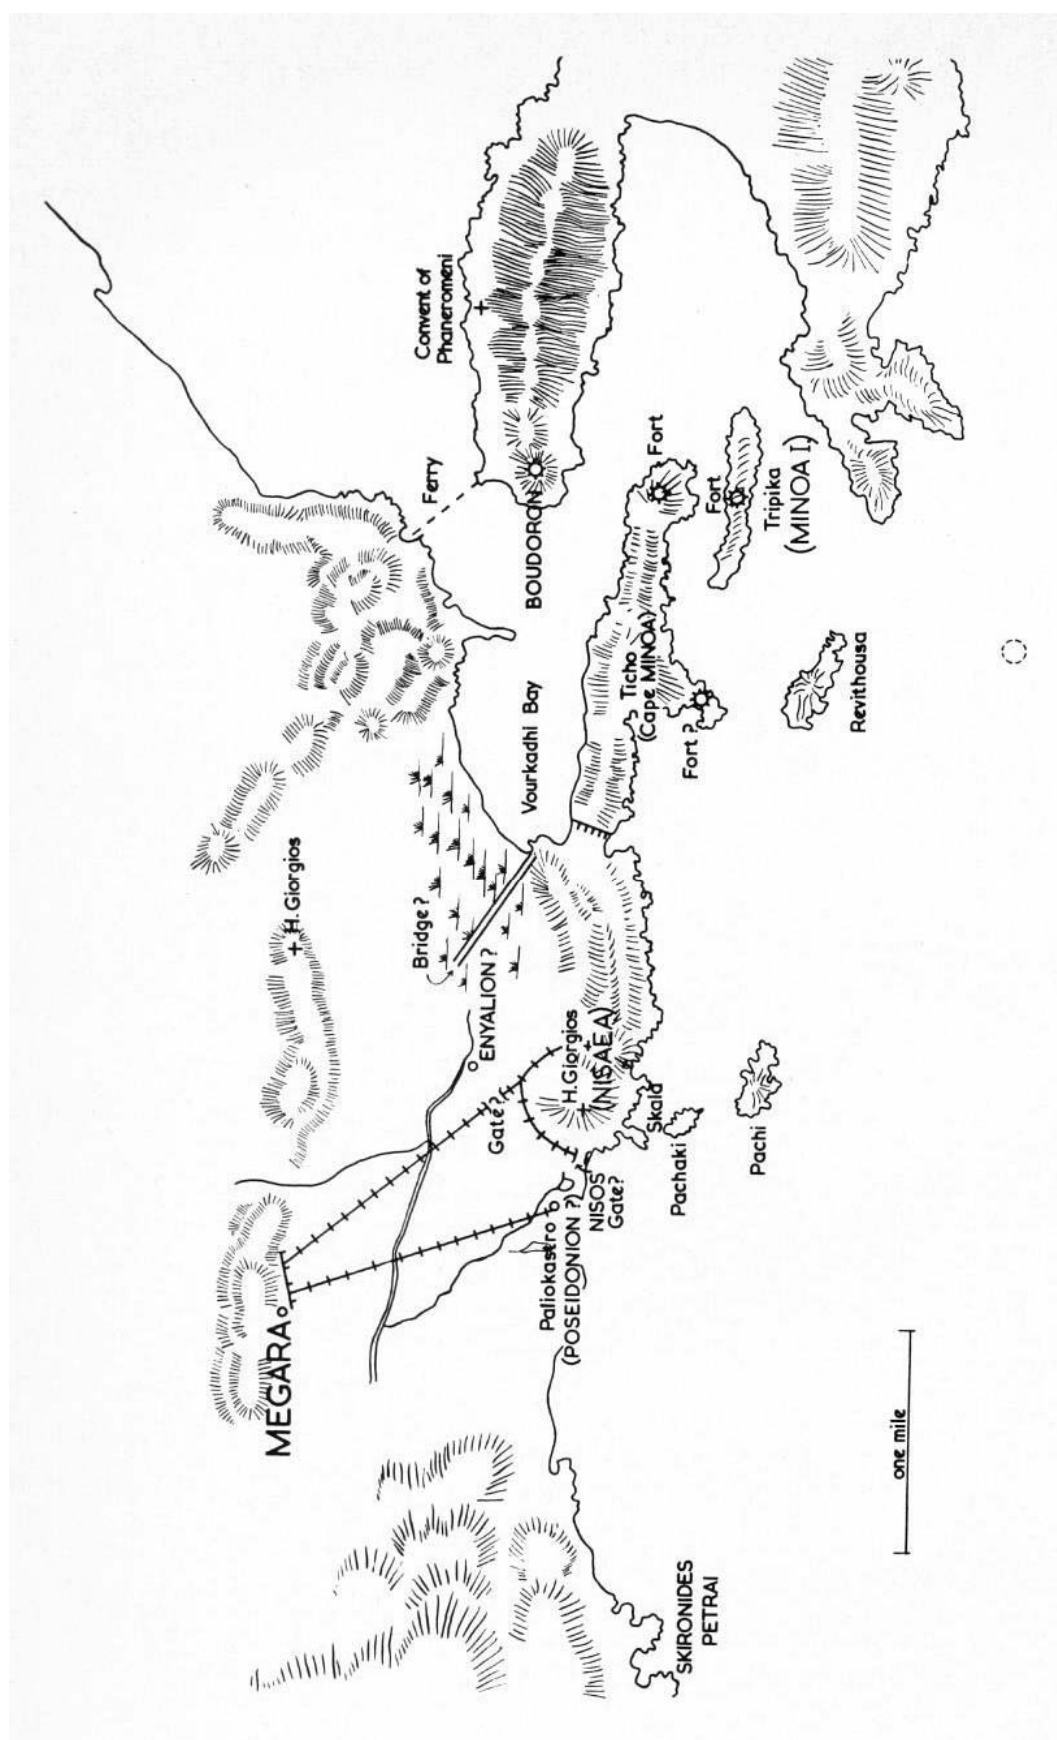 Convent of
Phaneromeni
Ferry
BOUDORON
Fort
Fort
Tripika
(MINOA I.)
Ticho
(Cape MINOA)
Fort ?
Revithousa
Vourkadhi Bay
H. Giorgios
Bridge ?
ENYALION ?
Gate ?
H. Giorgios
(NISAEA)
Skala
Pachaki
Pachi
NISOS
Gate?
Paliokastro
(POSEIDONION ?)
MEGARA
one mile
SKIRONIDES
PETRAI